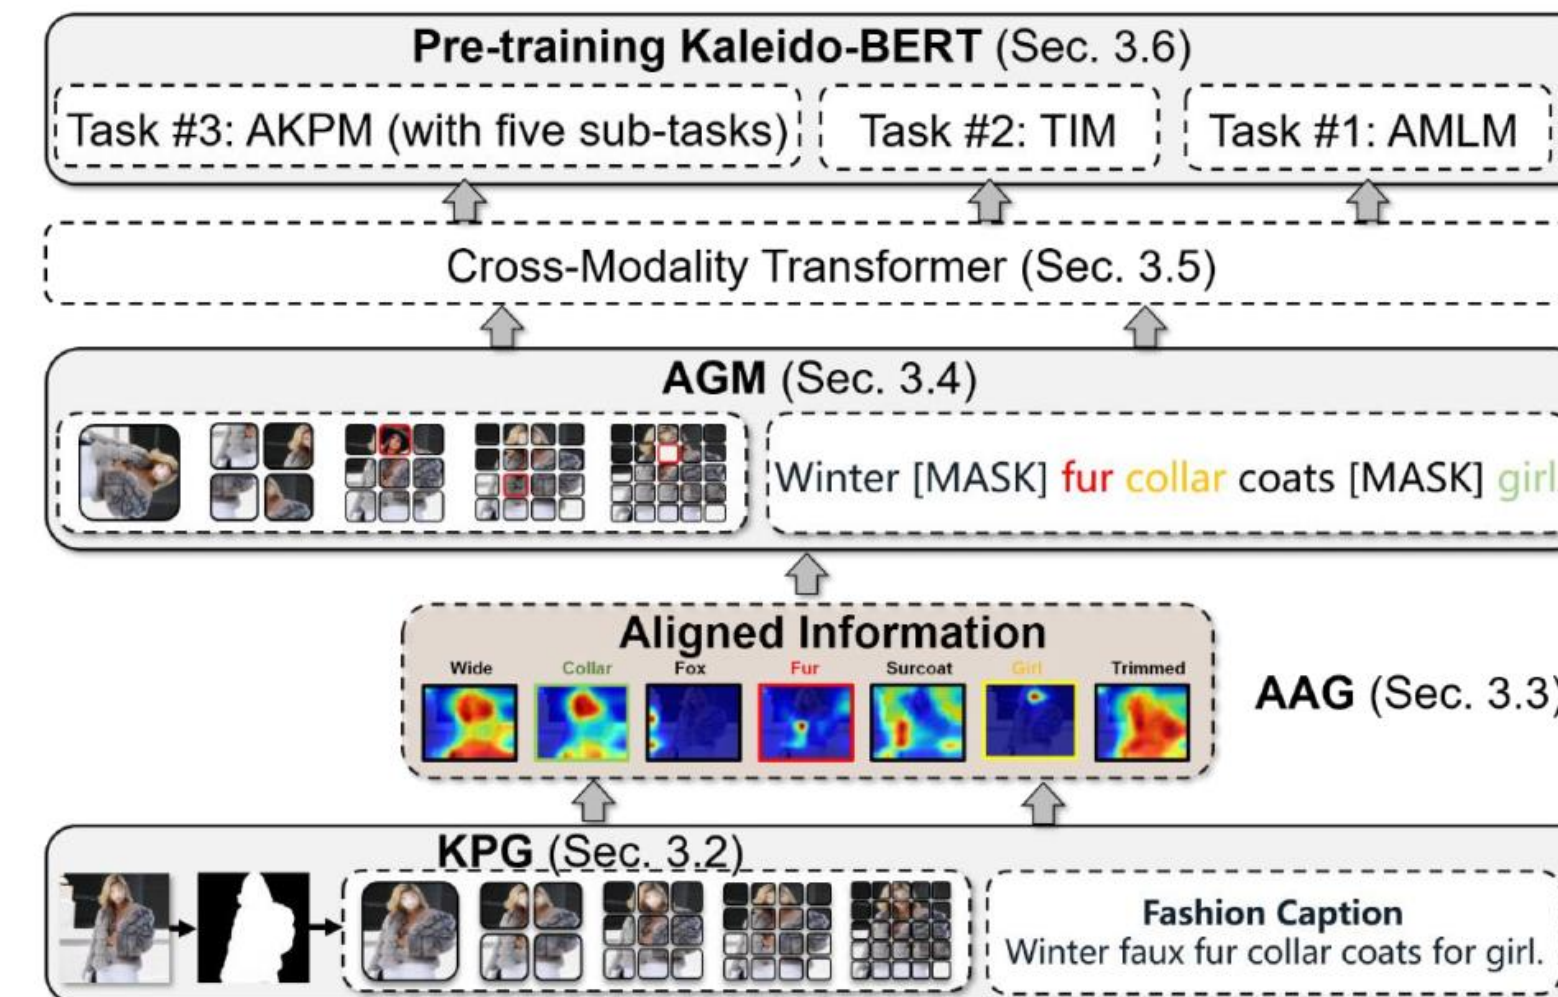 Pre-training Kaleido-BERT (Sec. 3.6)
Task #3: AKPM (with five sub-tasks)
Task #2: TIM
Task #1: AMLM
Cross-Modality Transformer (Sec. 3.5)
AGM (Sec. 3.4)
Winter [MASK] fur collar coats [MASK] girl
Aligned Information
Wide
Collar
Fox
Fur
Surcoat
Girl
Trimmed
AAG (Sec. 3.3)
KPG (Sec. 3.2)
Fashion Caption
Winter faux fur collar coats for girl.